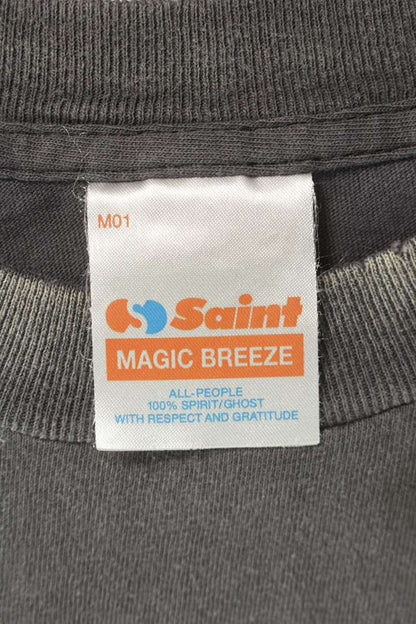 M01
Saint
MAGIC BREEZE
ALL-PEOPLE
100% SPIRIT/GHOST
WITH RESPECT AND GRATITUDE